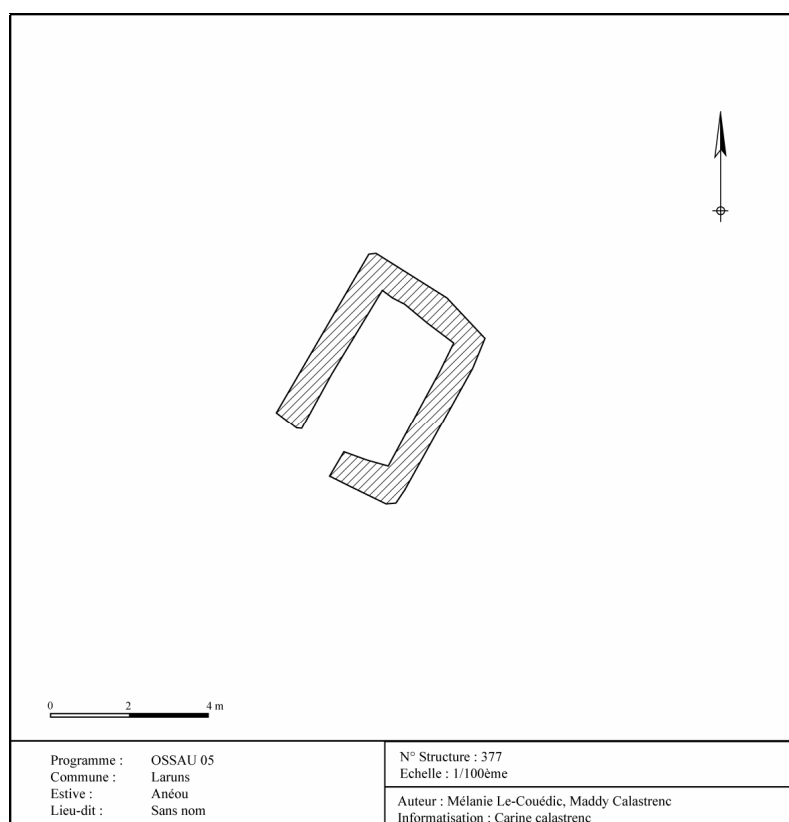 0 2 4 m
Programme : OSSAU 05
Commune : Laruns
Estive : Anéou
Lieu-dit : Sans nom
N° Structure : 377
Echelle : 1/100ème
Auteur : Mélanie Le-Couédic, Maddy Calastrenc
Informatisation : Carine calastrenc